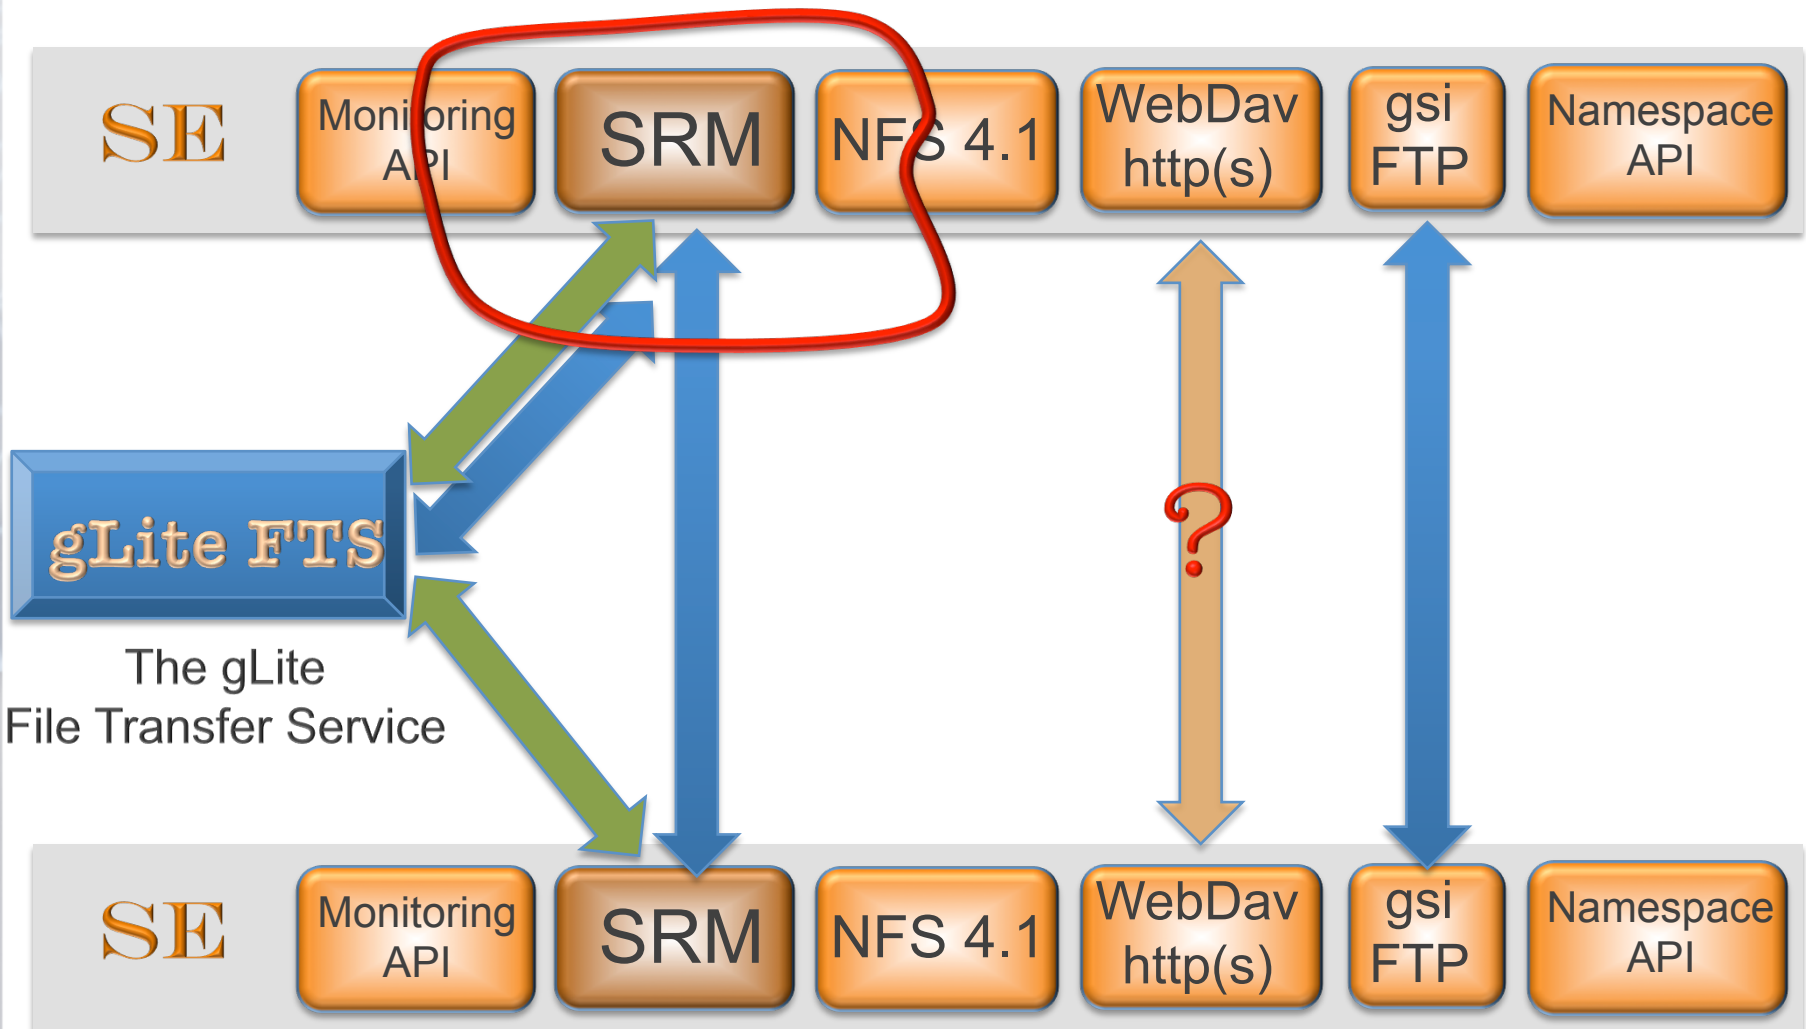 SE
Monitoring
API
SRM
NFS 4.1
WebDav
http(s)
gsi
FTP
Namespace
API
?
gLite FTS
The gLite
File Transfer Service
SE
Monitoring
API
SRM
NFS 4.1
WebDav
http(s)
gsi
FTP
Namespace
API